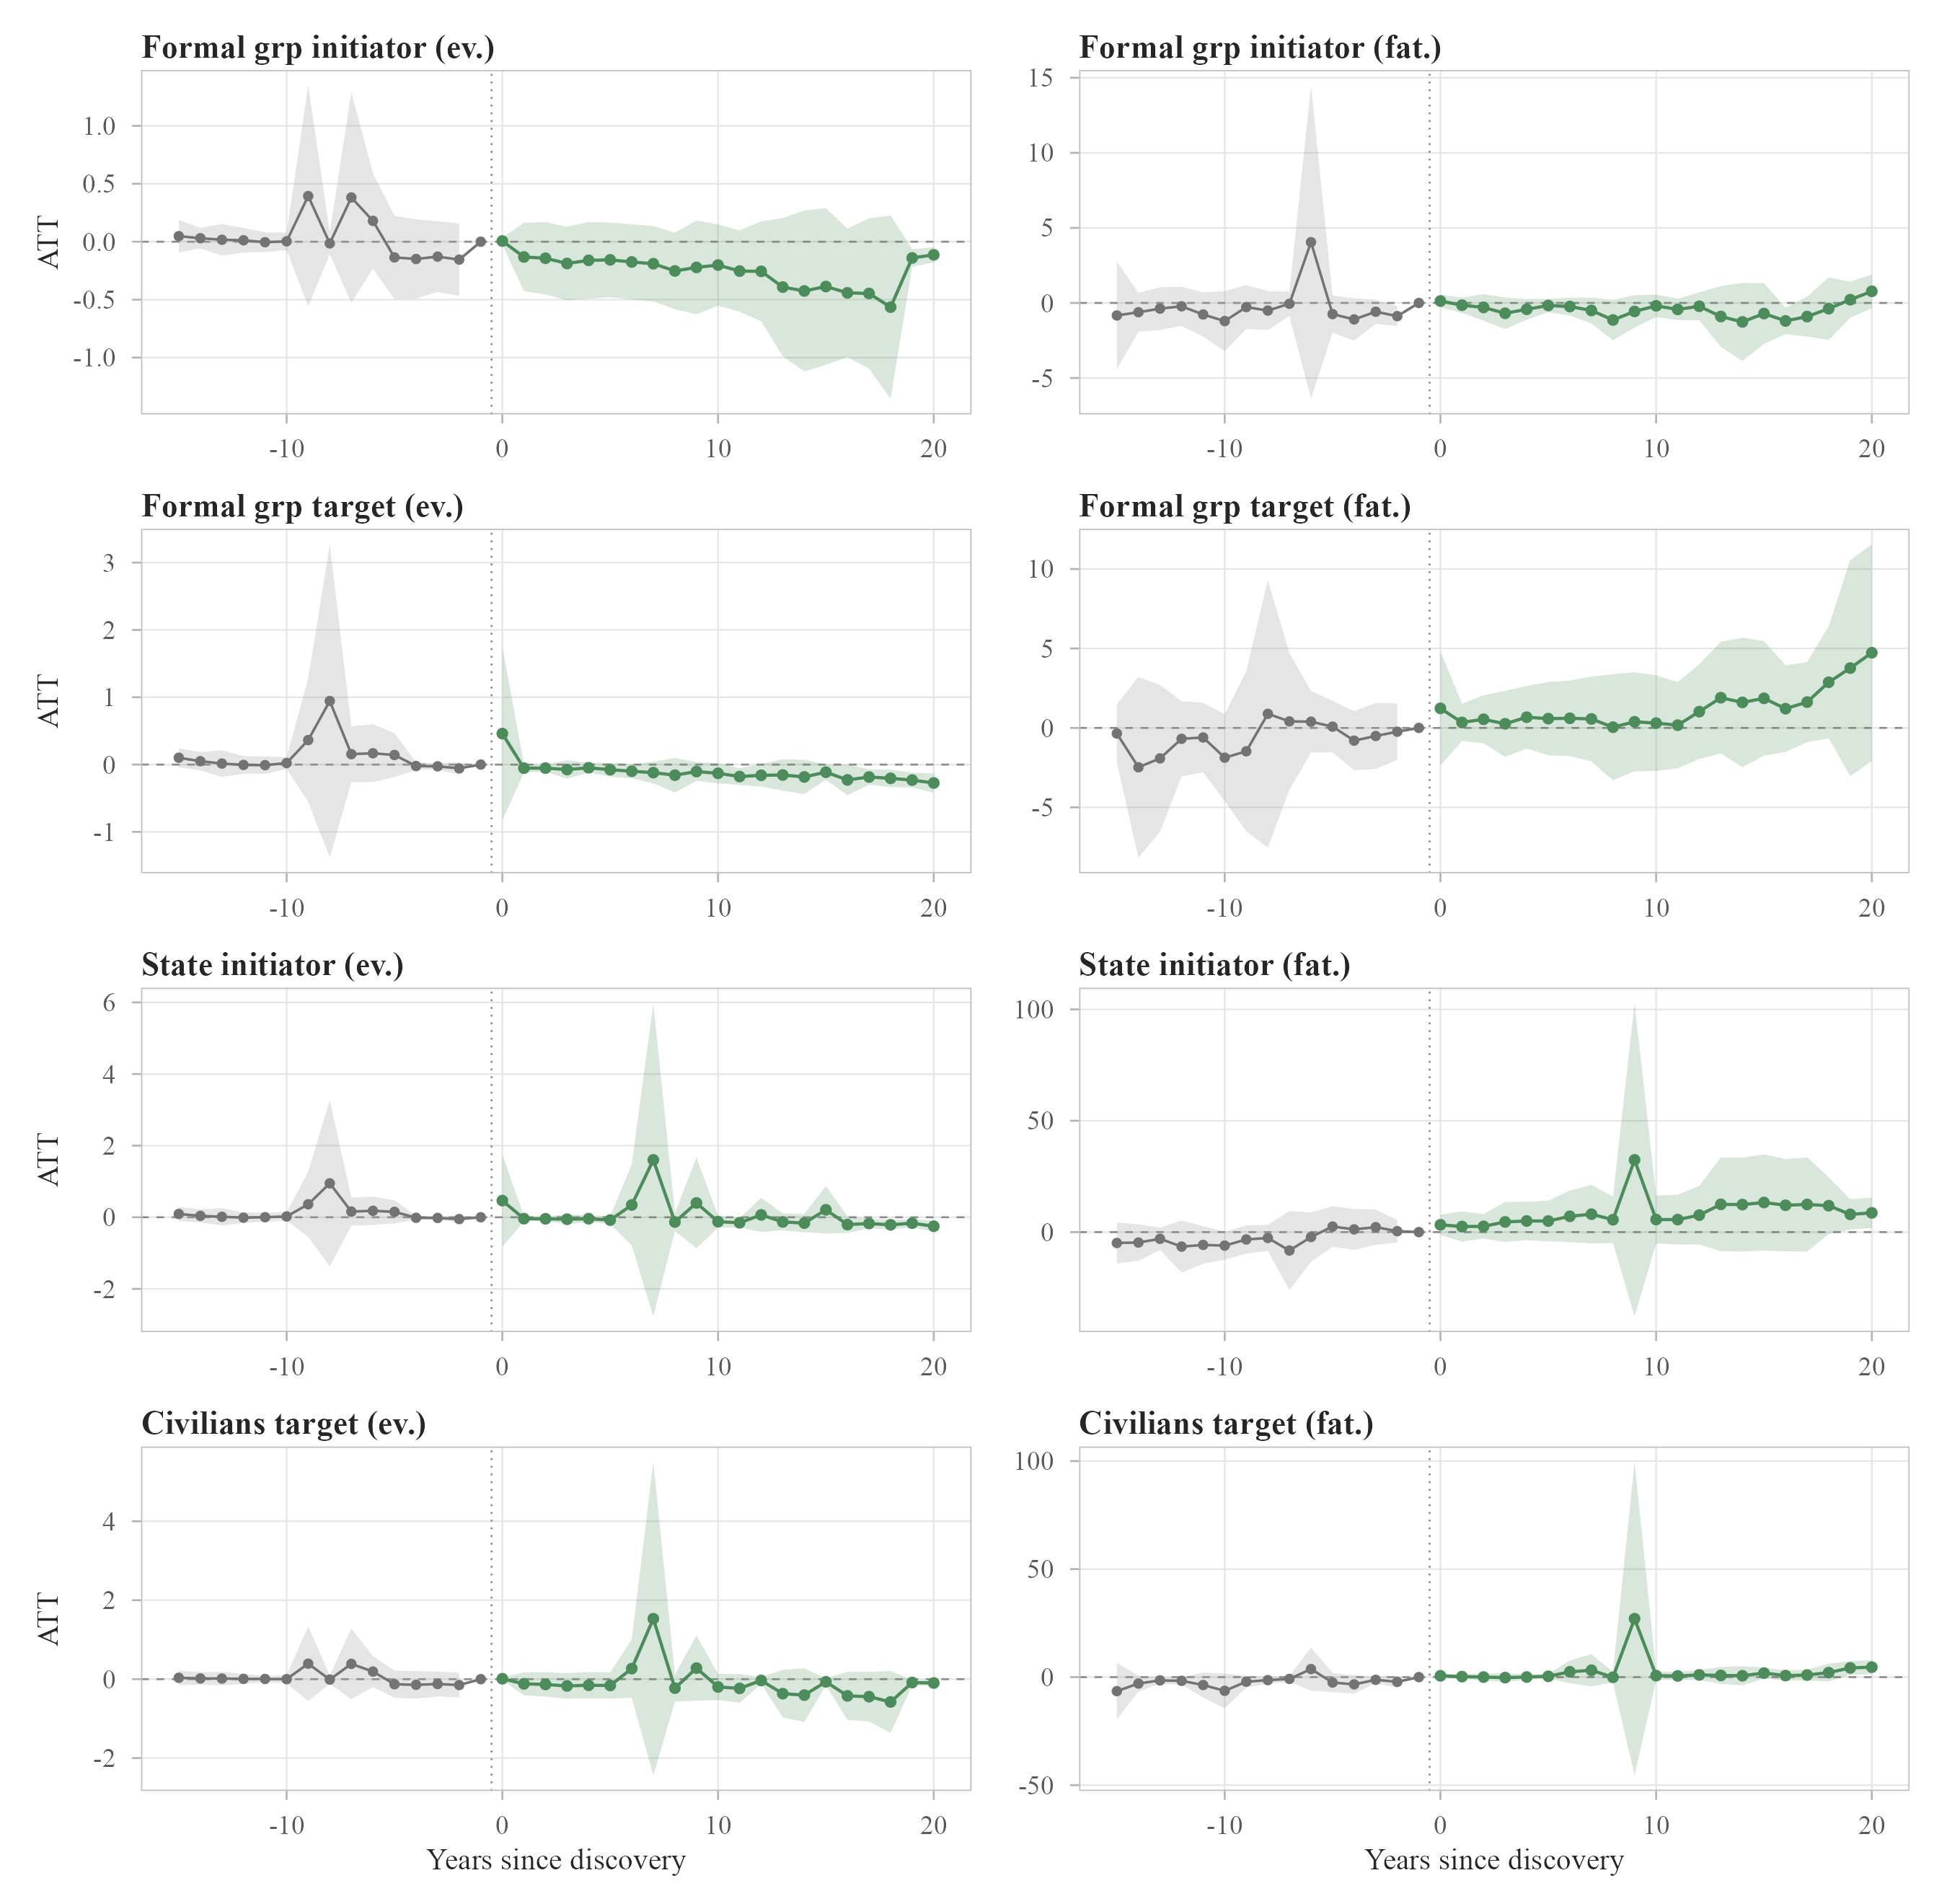 Formal grp initiator (ev.)
ATT
1.0
0.5
0.0
-0.5
-1.0
-10 0 10 20
Formal grp initiator (fat.)
15
10
5
0
-5
-10 0 10 20
Formal grp target (ev.)
ATT
3
2
1
0
-1
-10 0 10 20
Formal grp target (fat.)
10
5
0
-5
-10 0 10 20
State initiator (ev.)
ATT
6
4
2
0
-2
-10 0 10 20
State initiator (fat.)
100
50
0
-10 0 10 20
Civilians target (ev.)
ATT
4
2
0
-2
-10 0 10 20
Years since discovery
Civilians target (fat.)
100
50
0
-50
-10 0 10 20
Years since discovery